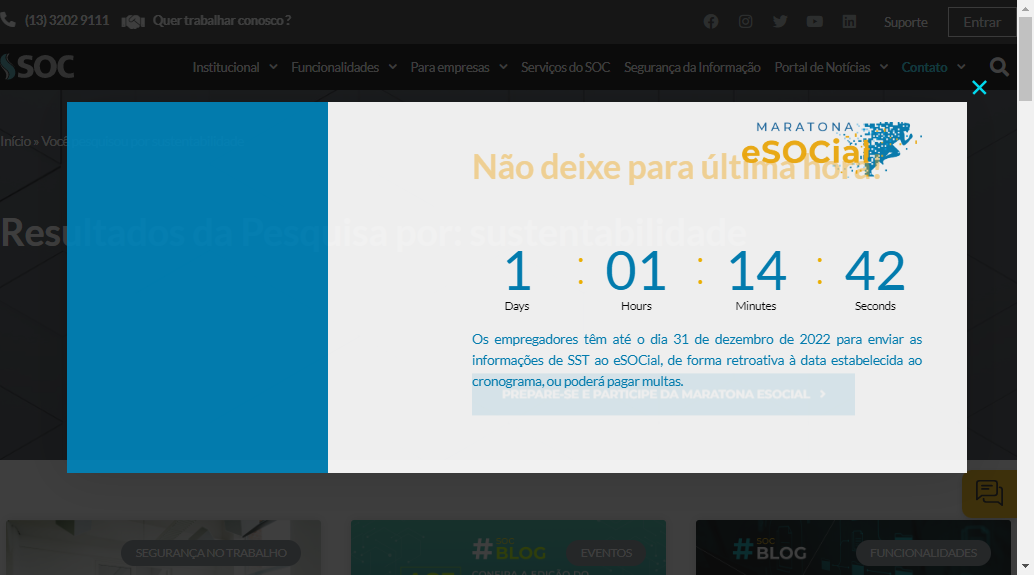 (13) 3202 9111 Quer trabalhar conosco ?
Suporte Entrar
SOC Institucional Funcionalidades Para empresas Serviços do SOC Segurança da Informação Portal de Notícias Contato
MARATONA
eSOCial
Início » Você
Não deixe para última hora!
Resultados da Pesquisa por: sustentabilidade
1 : 01 : 14 : 42
Days Hours Minutes Seconds
Os empregadores têm até o dia 31 de dezembro de 2022 para enviar as
informações de SST ao eSOCial, de forma retroativa à data estabelecida ao
cronograma, ou poderá pagar multas.
PREPARE-SE E PARTICIPE DA MARATONA ESOCIAL
SEGURANÇA NO TRABALHO
# SOC BLOG EVENTOS
# SOC BLOG FUNCIONALIDADES
CONFIRA A EDIÇÃO DO